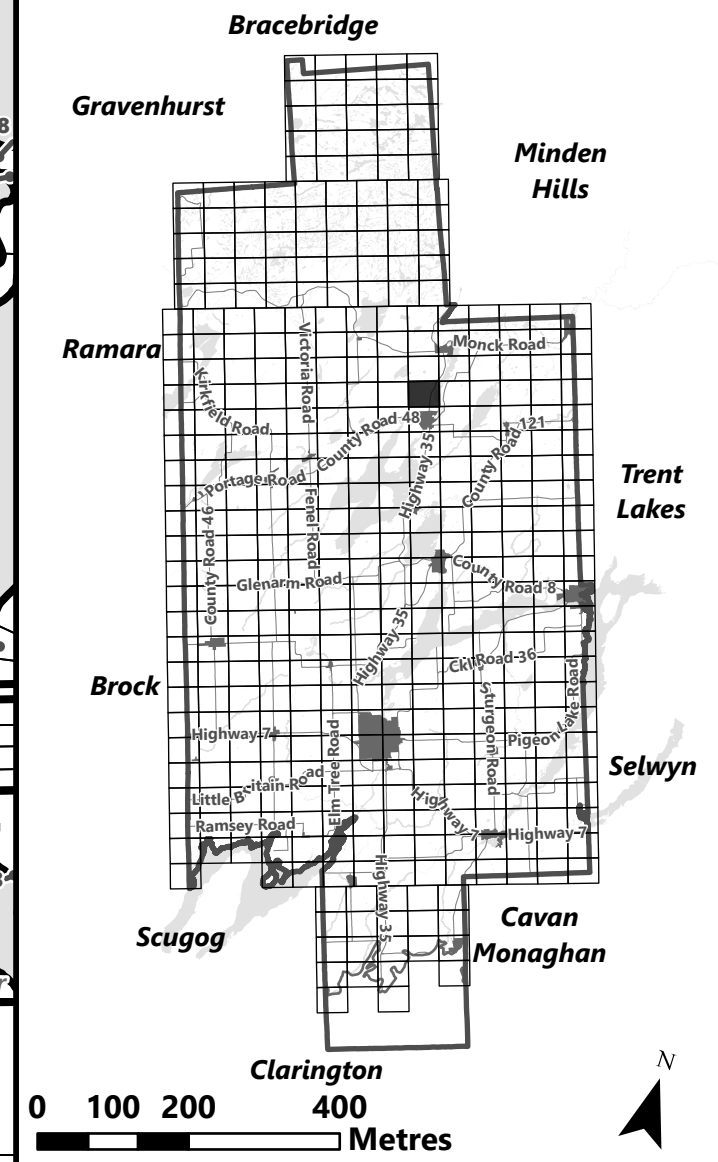 Bracebridge
Gravenhurst
8
Minden
Hills
Ramara
Monck Road
Victoria Road
Kirkfield Road
County Road 48
County Road 121
Highway 35
Portage Road
Trent
Lakes
Fenel Road
County Road 46
County Road 8
Glenarm Road
Highway 35
Ckl Road 36
Brock
Sturgeon Road
Pigeon Lake Road
Highway 7
Elm Tree Road
Selwyn
Little Britain Road
Highway 7
Ramsey Road
Highway 7
Highway 35
Scugog
Cavan
Monaghan
Clarington
N
0 100 200 400
Metres